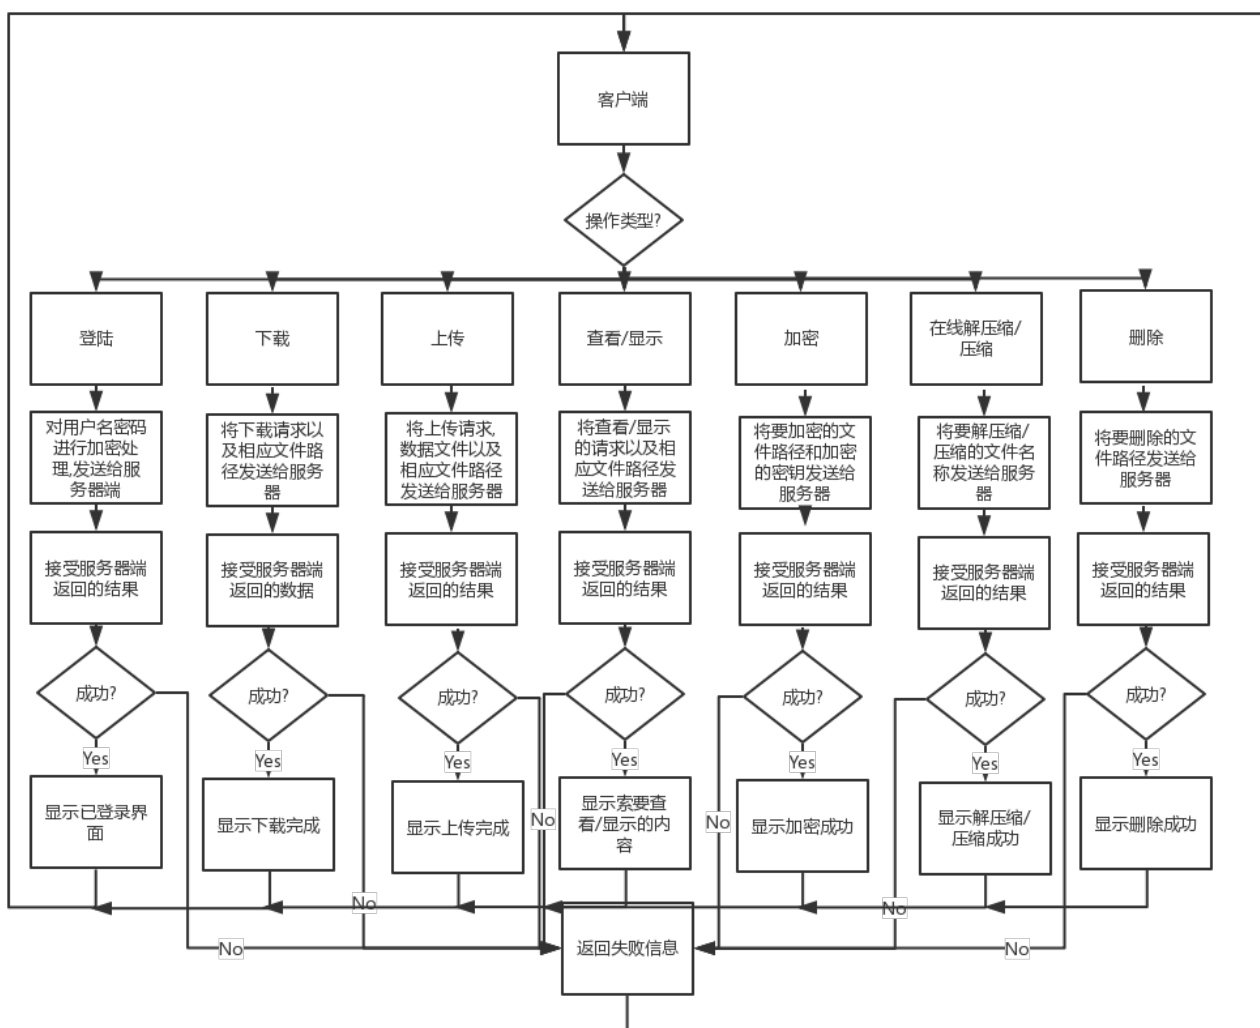 客户端
操作类型?
登陆
下载
上传
查看/显示
加密
在线解压缩/
压缩
删除
对用户名密码
进行加密处
理,发送给服
务器端
将下载请求以
及相应文件路
径发送给服务
器
将上传请求,
数据文件以及
相应文件路径
发送给服务器
将查看/显示
的请求以及相
应文件路径发
送给服务器
将要加密的文
件路径和加密
的密钥发送给
服务器
将要解压缩/
压缩的文件名
称发送给服务
器
将要删除的文
件路径发送给
服务器
接受服务器端
返回的结果
接受服务器端
返回的数据
接受服务器端
返回的结果
接受服务器端
返回的结果
接受服务器端
返回的结果
接受服务器端
返回的结果
接受服务器端
返回的结果
成功?
成功?
成功?
成功?
成功?
成功?
成功?
Yes
Yes
Yes
Yes
Yes
Yes
Yes
显示已登录界
面
显示下载完成
显示上传完成
No
显示索要查
看/显示的内
容
No
显示加密成功
显示解压缩/
压缩成功
显示删除成功
No
No
No
返回失败信息
No